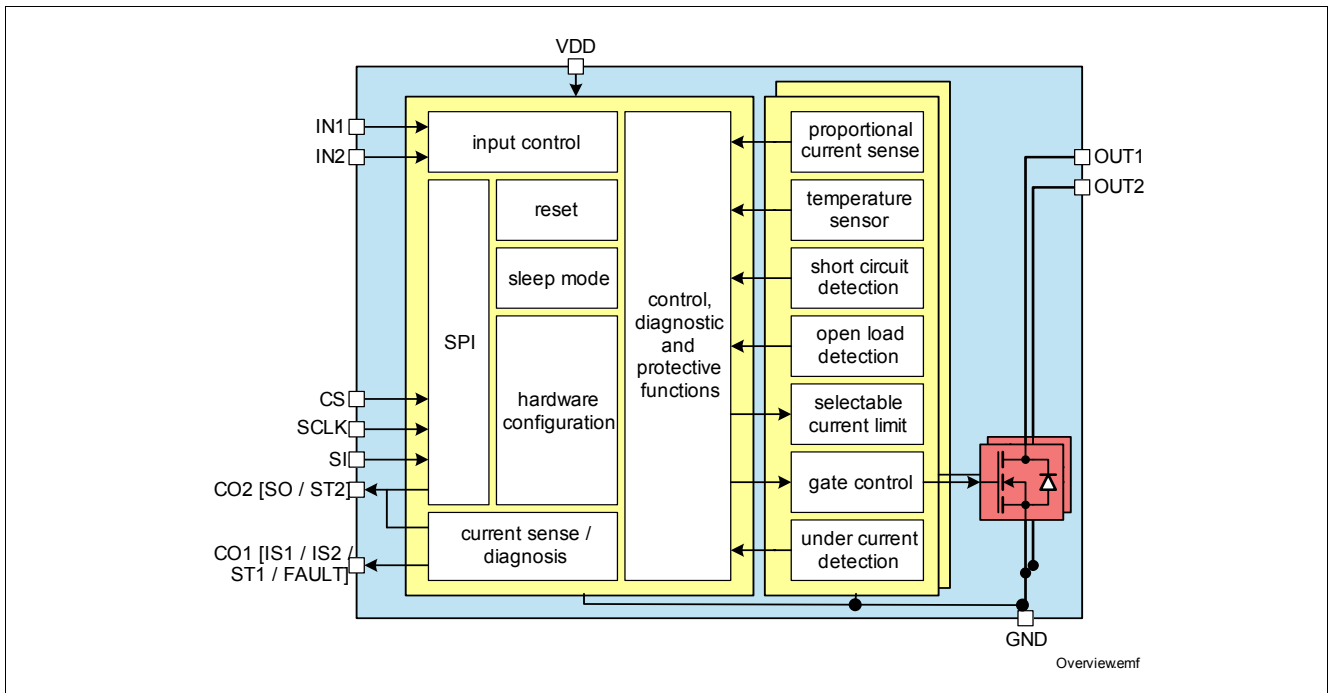 VDD
IN1
IN2
input control
proportional
current sense
OUT1
OUT2
reset
temperature
sensor
sleep mode
short circuit
detection
SPI
control,
diagnostic
and
protective
functions
open load
detection
hardware
configuration
selectable
current limit
CS
SCLK
SI
CO2 [SO / ST2]
gate control
current sense /
diagnosis
under current
detection
CO1 [IS1 / IS2 /
ST1 / FAULT]
GND
Overview.emf